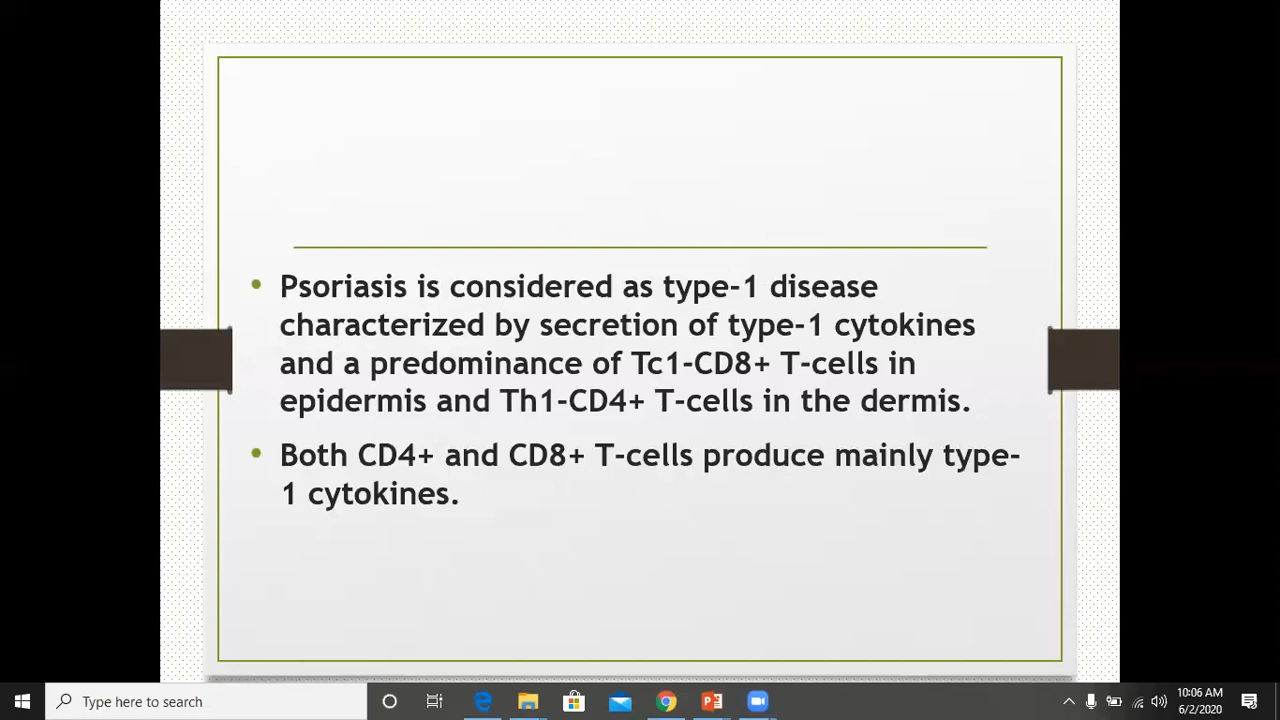 • Psoriasis is considered as type-1 disease
characterized by secretion of type-1 cytokines
and a predominance of Tc1-CD8+ T-cells in
epidermis and Th1-CD4+ T-cells in the dermis.
• Both CD4+ and CD8+ T-cells produce mainly type-
1 cytokines.
Type here to search
10:06 AM
6/2/2020